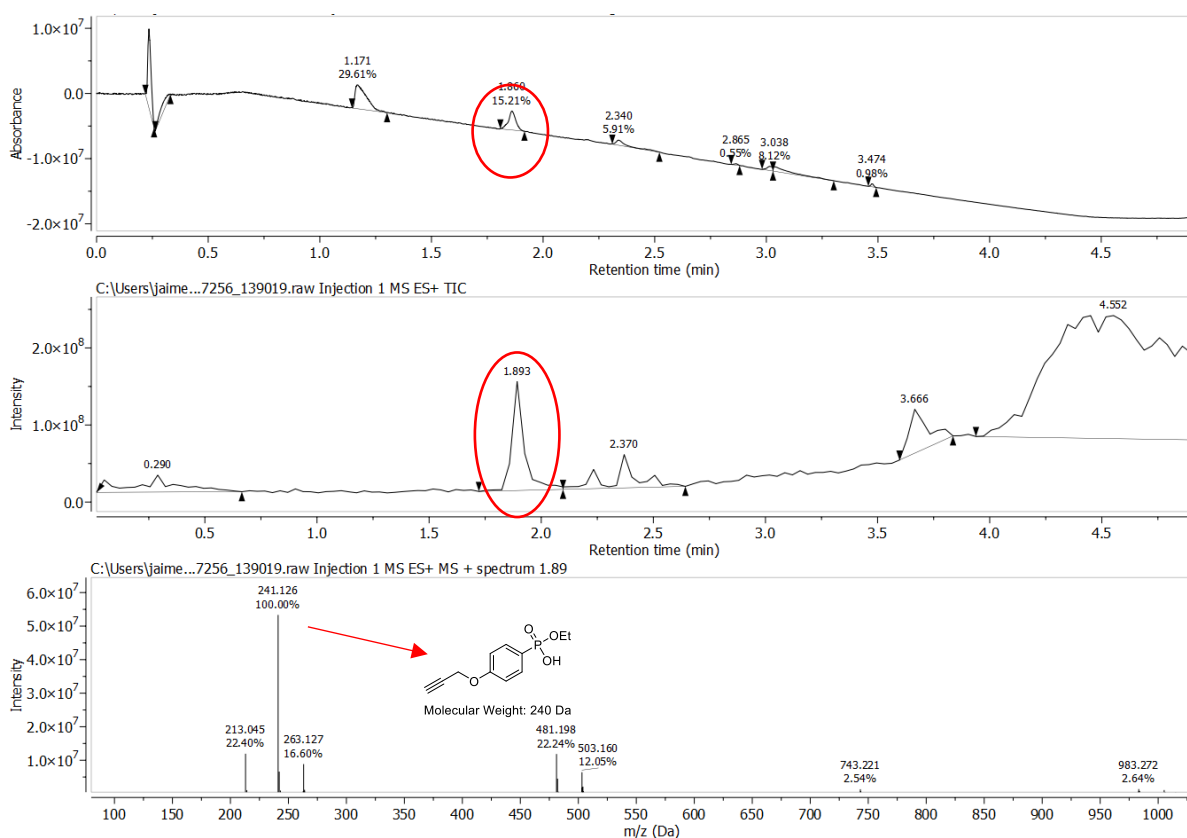 1.0×10⁷
0.0
-1.0×10⁷
-2.0×10⁷
Absorbance
1.171
29.61%
1.860
15.21%
2.340
5.91%
2.865
0.55%
3.038
8.12%
3.474
0.98%
0.0 0.5 1.0 1.5 2.0 2.5 3.0 3.5 4.0 4.5
Retention time (min)
C:\Users\jaime...7256_139019.raw Injection 1 MS ES+ TIC
2.0×10⁸
1.0×10⁸
0.0
Intensity
0.290
1.893
2.370
3.666
4.552
0.5 1.0 1.5 2.0 2.5 3.0 3.5 4.0 4.5
Retention time (min)
C:\Users\jaime...7256_139019.raw Injection 1 MS ES+ MS + spectrum 1.89
6.0×10⁷
5.0×10⁷
4.0×10⁷
3.0×10⁷
2.0×10⁷
1.0×10⁷
Intensity
241.126
100.00%
O
P
OEt
OH
O
Molecular Weight: 240 Da
213.045
22.40%
263.127
16.60%
481.198
22.24%
503.160
12.05%
743.221
2.54%
983.272
2.64%
100 150 200 250 300 350 400 450 500 550 600 650 700 750 800 850 900 950 1000
m/z (Da)